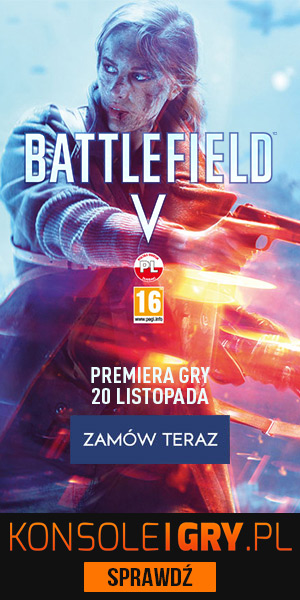 BATTLEFIELD
V
PL
16
www.pegi.info
PREMIERA GRY
20 LISTOPADA
ZAMÓW TERAZ
KONSOLEIGRY.PL
SPRAWDŹ